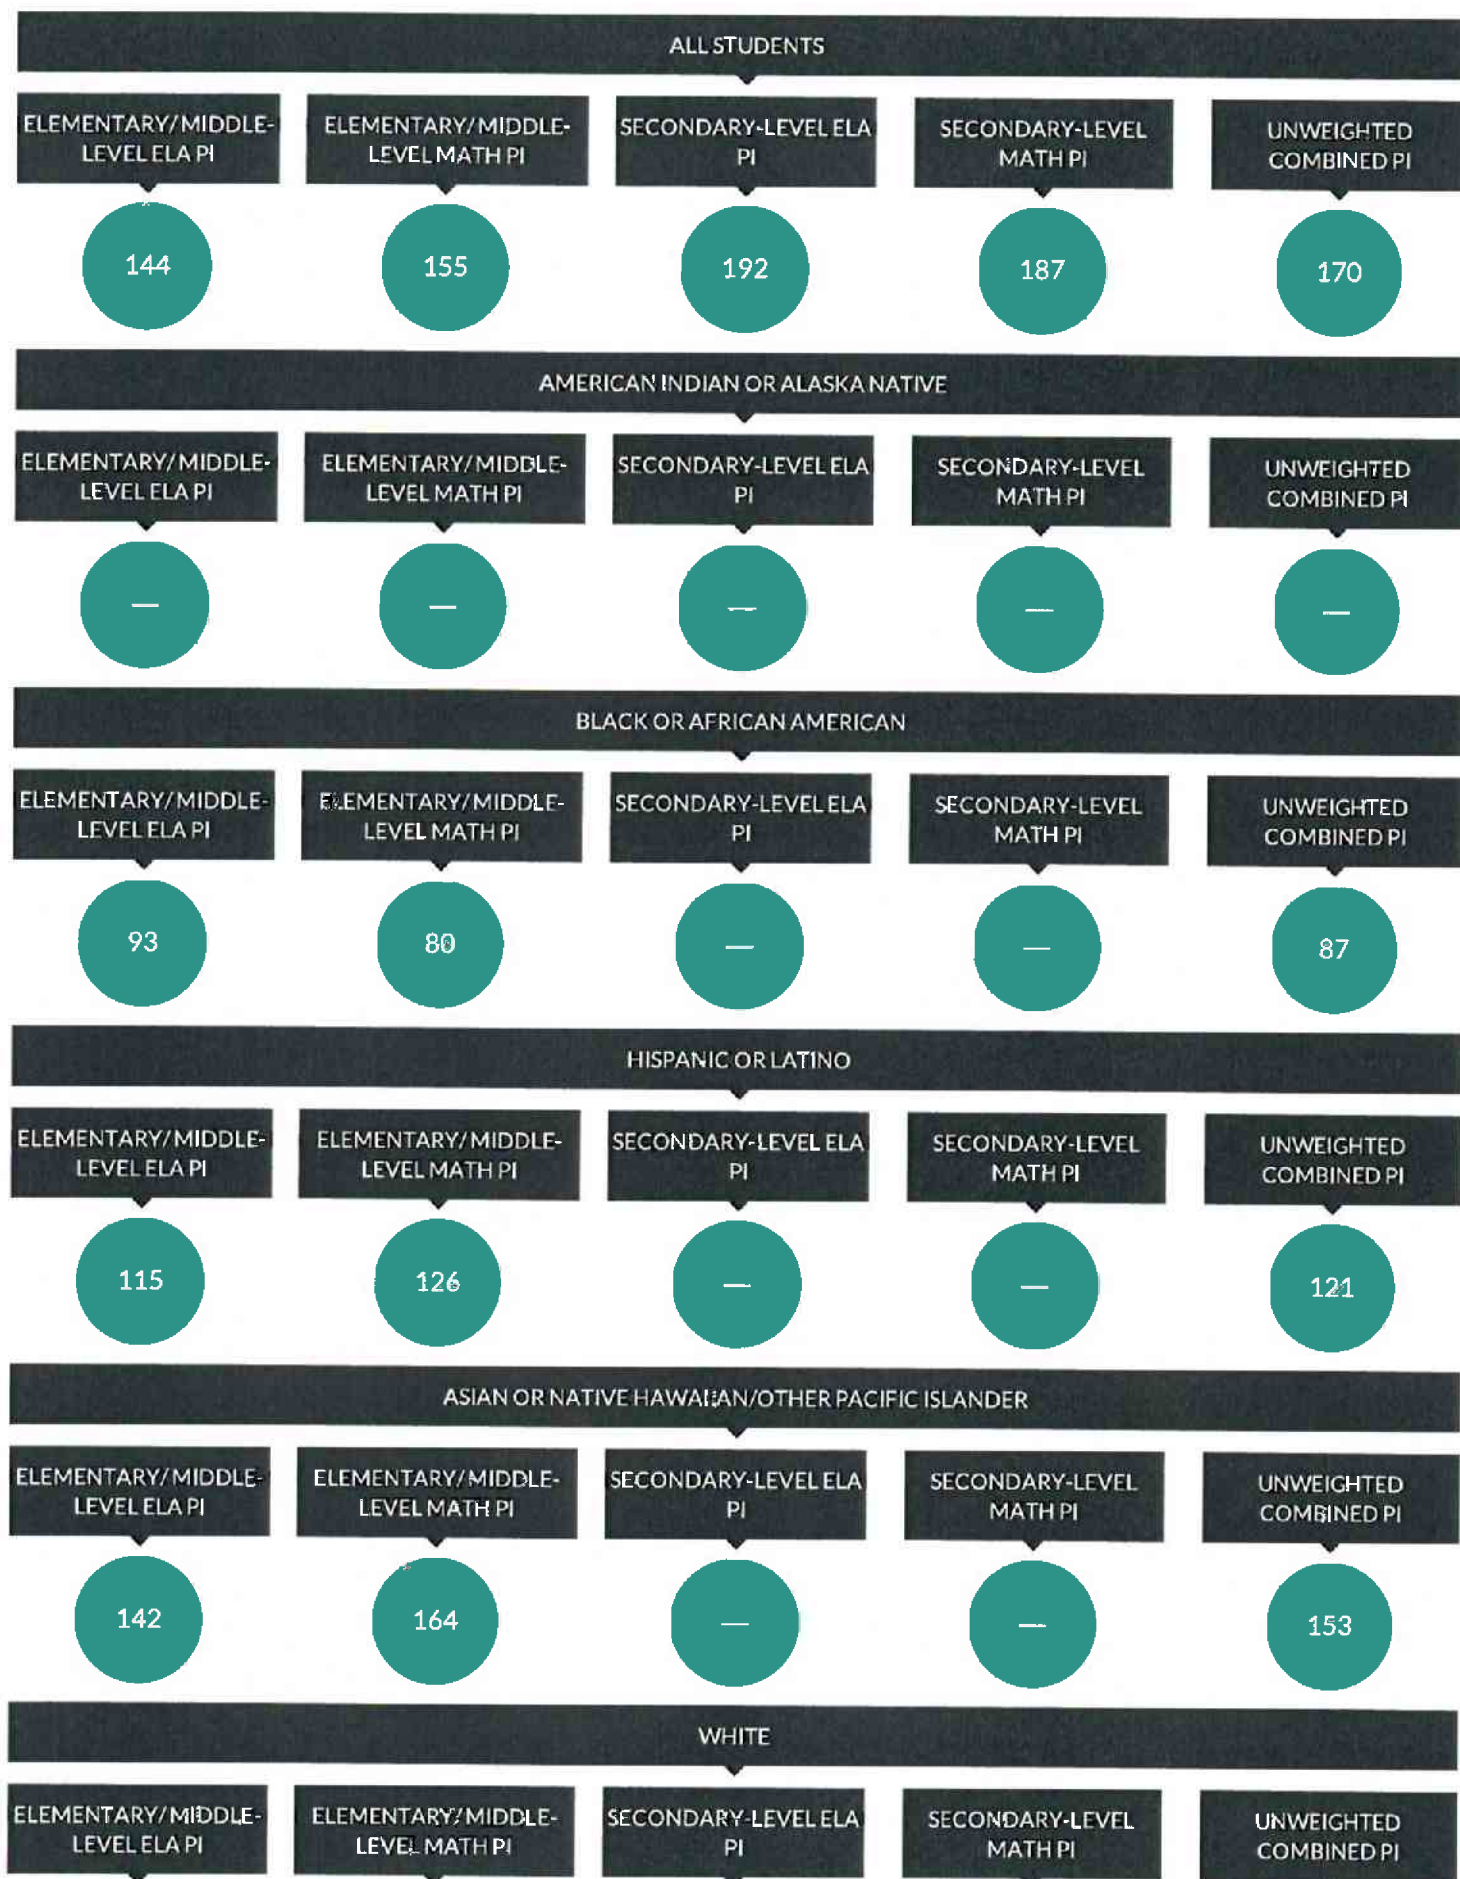 ALL STUDENTS
ELEMENTARY/MIDDLE-
LEVEL ELA PI
ELEMENTARY/MIDDLE-
LEVEL MATH PI
SECONDARY-LEVEL ELA
PI
SECONDARY-LEVEL
MATH PI
UNWEIGHTED
COMBINED PI
144
155
192
187
170
AMERICAN INDIAN OR ALASKA NATIVE
ELEMENTARY/MIDDLE-
LEVEL ELA PI
ELEMENTARY/MIDDLE-
LEVEL MATH PI
SECONDARY-LEVEL ELA
PI
SECONDARY-LEVEL
MATH PI
UNWEIGHTED
COMBINED PI
—
—
—
—
—
BLACK OR AFRICAN AMERICAN
ELEMENTARY/MIDDLE-
LEVEL ELA PI
ELEMENTARY/MIDDLE-
LEVEL MATH PI
SECONDARY-LEVEL ELA
PI
SECONDARY-LEVEL
MATH PI
UNWEIGHTED
COMBINED PI
93
80
—
—
87
HISPANIC OR LATINO
ELEMENTARY/MIDDLE-
LEVEL ELA PI
ELEMENTARY/MIDDLE-
LEVEL MATH PI
SECONDARY-LEVEL ELA
PI
SECONDARY-LEVEL
MATH PI
UNWEIGHTED
COMBINED PI
115
126
—
—
121
ASIAN OR NATIVE HAWAIIAN/OTHER PACIFIC ISLANDER
ELEMENTARY/MIDDLE-
LEVEL ELA PI
ELEMENTARY/MIDDLE-
LEVEL MATH PI
SECONDARY-LEVEL ELA
PI
SECONDARY-LEVEL
MATH PI
UNWEIGHTED
COMBINED PI
142
164
—
—
153
WHITE
ELEMENTARY/MIDDLE-
LEVEL ELA PI
ELEMENTARY/MIDDLE-
LEVEL MATH PI
SECONDARY-LEVEL ELA
PI
SECONDARY-LEVEL
MATH PI
UNWEIGHTED
COMBINED PI